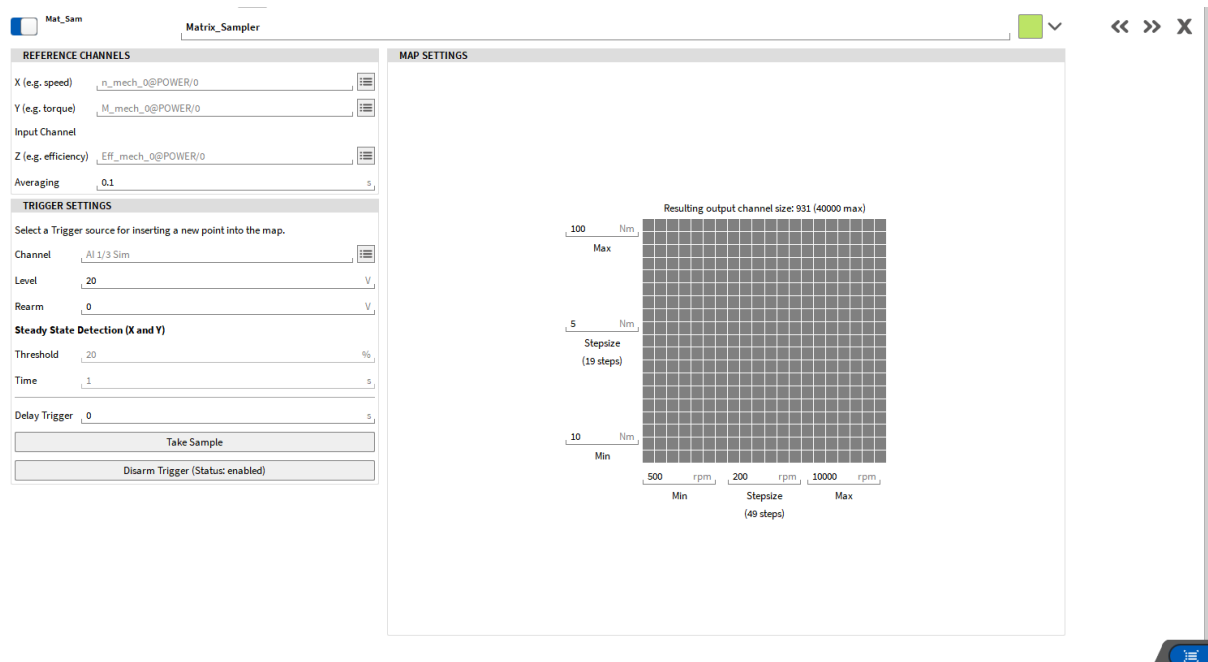 Mat_Sam
Matrix_Sampler
REFERENCE CHANNELS
X (e.g. speed) n_mech_0@POWER/0
Y (e.g. torque) M_mech_0@POWER/0
Input Channel
Z (e.g. efficiency) Eff_mech_0@POWER/0
Averaging 0.1 s
TRIGGER SETTINGS
Select a Trigger source for inserting a new point into the map.
Channel AI 1/3 Sim
Level 20 V
Rearm 0 V
Steady State Detection (X and Y)
Threshold 20 %
Time 1 s
Delay Trigger 0 s
Take Sample
Disarm Trigger (Status: enabled)
MAP SETTINGS
Resulting output channel size: 931 (40000 max)
100 Nm
Max
5 Nm
Stepsize
(19 steps)
10 Nm
Min
500 rpm 200 rpm 10000 rpm
Min Stepsize Max
(49 steps)